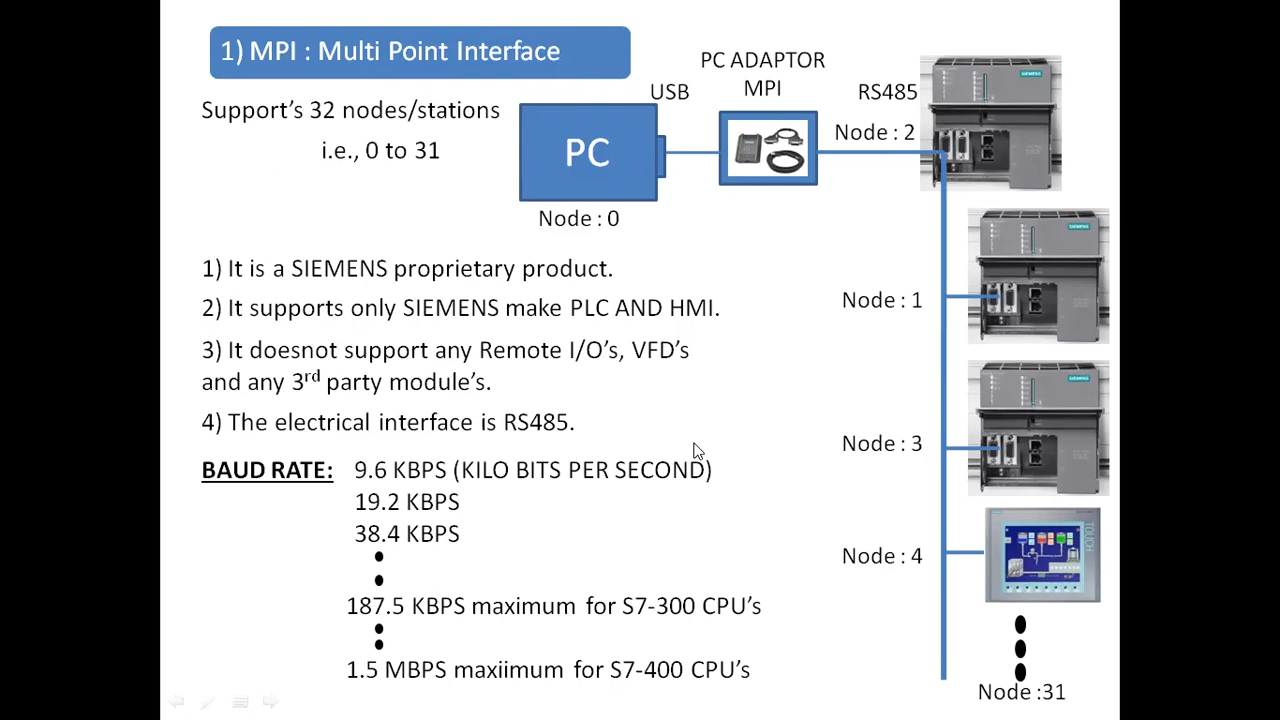 1) MPI : Multi Point Interface
Support's 32 nodes/stations
i.e., 0 to 31
USB
PC ADAPTOR
MPI
RS485
Node : 2
PC
Node : 0
SIEMENS
1) It is a SIEMENS proprietary product.
2) It supports only SIEMENS make PLC AND HMI.
3) It doesnot support any Remote I/O's, VFD's
and any 3rd party module's.
4) The electrical interface is RS485.
BAUD RATE: 9.6 KBPS (KILO BITS PER SECOND)
19.2 KBPS
38.4 KBPS
187.5 KBPS maximum for S7-300 CPU's
1.5 MBPS maxiimum for S7-400 CPU's
SIEMENS
Node : 1
SIEMENS
Node : 3
Node : 4
TOUCH
Node :31